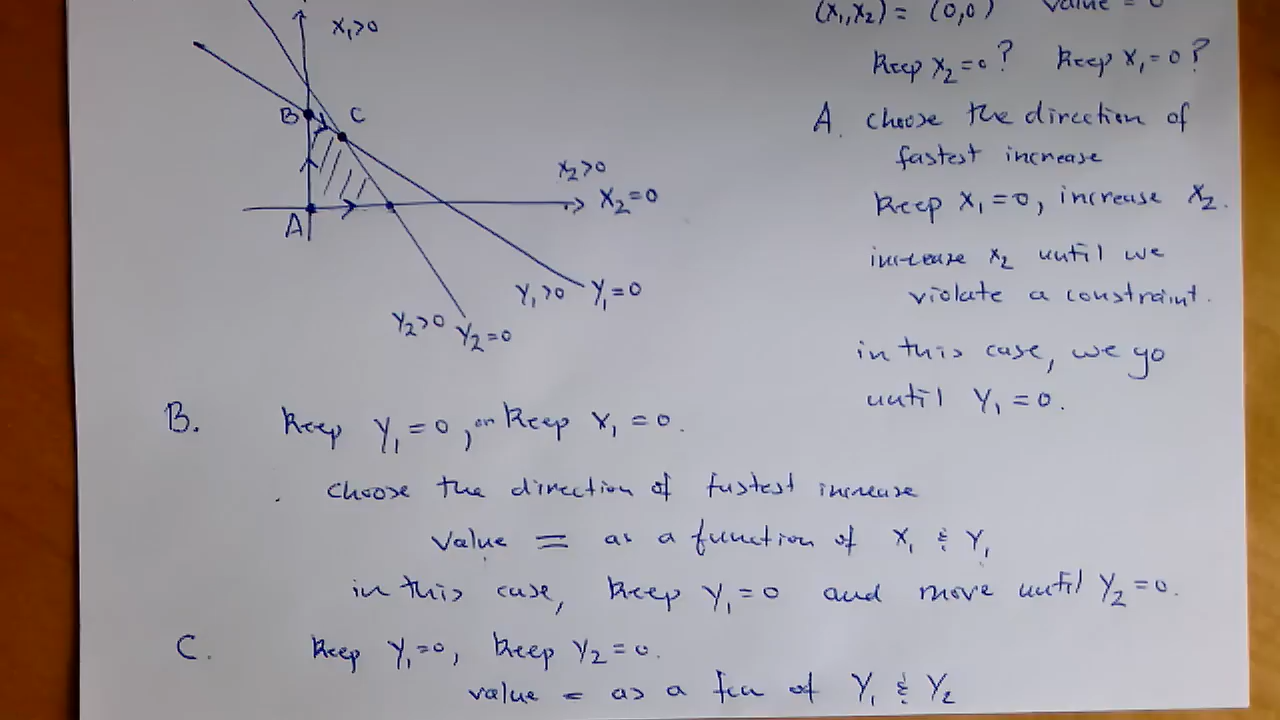 X₁>0
B
C
A
X₂>0
X₂=0
Y₁>0 Y₁=0
Y₂>0 Y₂=0
(X₁,X₂) = (0,0) Value = 0
Keep X₂=0? Keep X₁=0?
A. Choose the direction of
fastest increase
Keep X₁=0, increase X₂.
increase X₂ until we
violate a constraint.
in this case, we go
until Y₁=0.
B. Keep Y₁=0, or Keep X₁=0.
Choose the direction of fastest increase
Value = as a function of X₁ & Y₁
in this case, Keep Y₁=0 and move until Y₂=0.
C. Keep Y₁=0, Keep Y₂=0.
value = as a fcn of Y₁ & Y₂